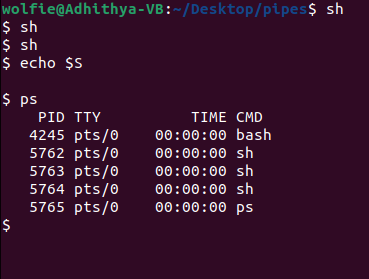 wolfie@Adhithya-VB:~/Desktop/pipes$ sh
$ sh
$ sh
$ echo $S

$ ps
    PID TTY          TIME CMD
   4245 pts/0    00:00:00 bash
   5762 pts/0    00:00:00 sh
   5763 pts/0    00:00:00 sh
   5764 pts/0    00:00:00 sh
   5765 pts/0    00:00:00 ps
$